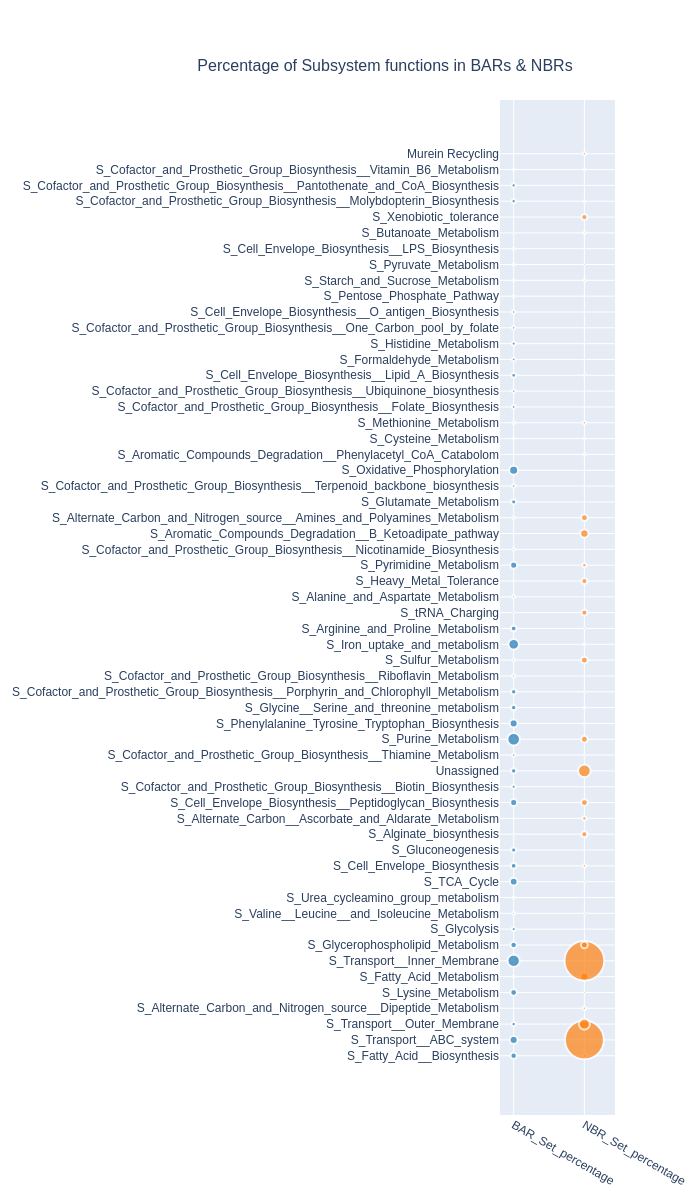 Percentage of Subsystem functions in BARs & NBRs
Murein Recycling
S_Cofactor_and_Prosthetic_Group_Biosynthesis__Vitamin_B6_Metabolism
S_Cofactor_and_Prosthetic_Group_Biosynthesis__Pantothenate_and_CoA_Biosynthesis
S_Cofactor_and_Prosthetic_Group_Biosynthesis__Molybdopterin_Biosynthesis
S_Xenobiotic_tolerance
S_Butanoate_Metabolism
S_Cell_Envelope_Biosynthesis__LPS_Biosynthesis
S_Pyruvate_Metabolism
S_Starch_and_Sucrose_Metabolism
S_Pentose_Phosphate_Pathway
S_Cell_Envelope_Biosynthesis__O_antigen_Biosynthesis
S_Cofactor_and_Prosthetic_Group_Biosynthesis__One_Carbon_pool_by_folate
S_Histidine_Metabolism
S_Formaldehyde_Metabolism
S_Cell_Envelope_Biosynthesis__Lipid_A_Biosynthesis
S_Cofactor_and_Prosthetic_Group_Biosynthesis__Ubiquinone_biosynthesis
S_Cofactor_and_Prosthetic_Group_Biosynthesis__Folate_Biosynthesis
S_Methionine_Metabolism
S_Cysteine_Metabolism
S_Aromatic_Compounds_Degradation__Phenylacetyl_CoA_Catabolom
S_Oxidative_Phosphorylation
S_Cofactor_and_Prosthetic_Group_Biosynthesis__Terpenoid_backbone_biosynthesis
S_Glutamate_Metabolism
S_Alternate_Carbon_and_Nitrogen_source__Amines_and_Polyamines_Metabolism
S_Aromatic_Compounds_Degradation__B_Ketoadipate_pathway
S_Cofactor_and_Prosthetic_Group_Biosynthesis__Nicotinamide_Biosynthesis
S_Pyrimidine_Metabolism
S_Heavy_Metal_Tolerance
S_Alanine_and_Aspartate_Metabolism
S_tRNA_Charging
S_Arginine_and_Proline_Metabolism
S_Iron_uptake_and_metabolism
S_Sulfur_Metabolism
S_Cofactor_and_Prosthetic_Group_Biosynthesis__Riboflavin_Metabolism
S_Cofactor_and_Prosthetic_Group_Biosynthesis__Porphyrin_and_Chlorophyll_Metabolism
S_Glycine__Serine_and_threonine_metabolism
S_Phenylalanine_Tyrosine_Tryptophan_Biosynthesis
S_Purine_Metabolism
S_Cofactor_and_Prosthetic_Group_Biosynthesis__Thiamine_Metabolism
Unassigned
S_Cofactor_and_Prosthetic_Group_Biosynthesis__Biotin_Biosynthesis
S_Cell_Envelope_Biosynthesis__Peptidoglycan_Biosynthesis
S_Alternate_Carbon__Ascorbate_and_Aldarate_Metabolism
S_Alginate_biosynthesis
S_Gluconeogenesis
S_Cell_Envelope_Biosynthesis
S_TCA_Cycle
S_Urea_cycleamino_group_metabolism
S_Valine__Leucine__and_Isoleucine_Metabolism
S_Glycolysis
S_Glycerophospholipid_Metabolism
S_Transport__Inner_Membrane
S_Fatty_Acid_Metabolism
S_Lysine_Metabolism
S_Alternate_Carbon_and_Nitrogen_source__Dipeptide_Metabolism
S_Transport__Outer_Membrane
S_Transport__ABC_system
S_Fatty_Acid__Biosynthesis
BAR_Set_percentage
NBR_Set_percentage